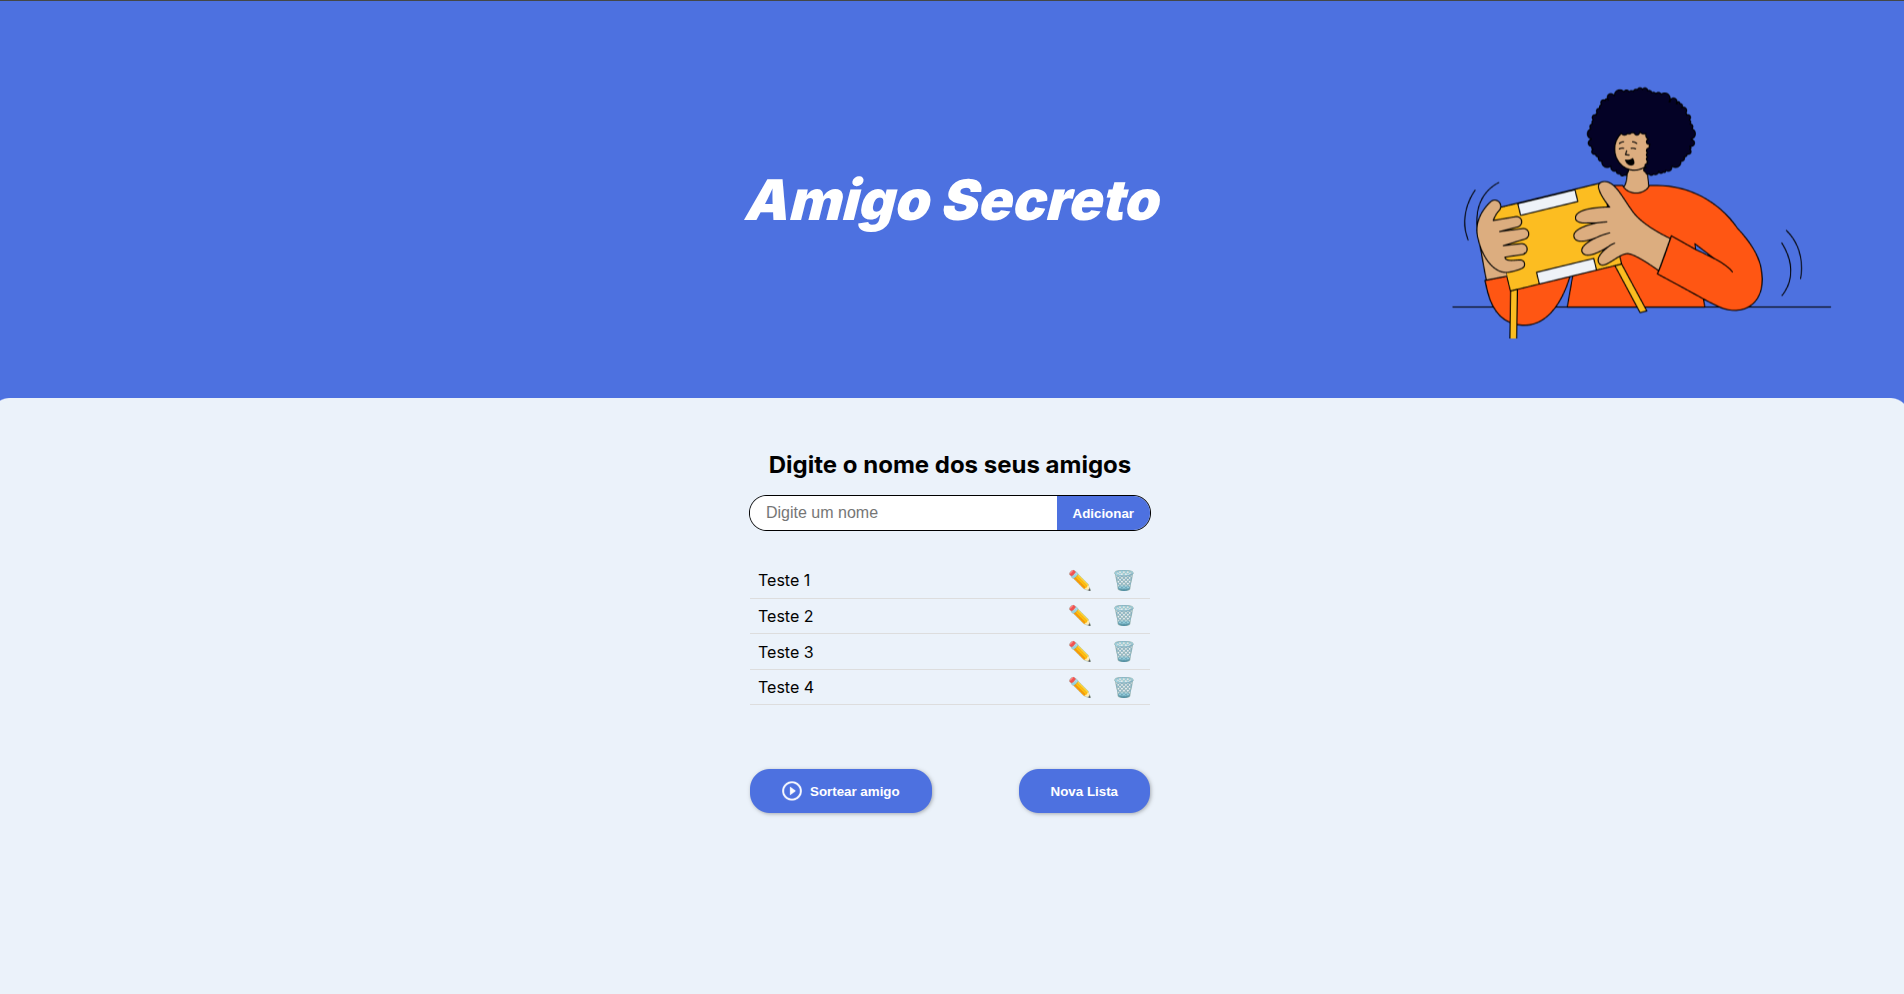 Amigo Secreto
Digite o nome dos seus amigos
Digite um nome
Adicionar
Teste 1
Teste 2
Teste 3
Teste 4
Sortear amigo
Nova Lista